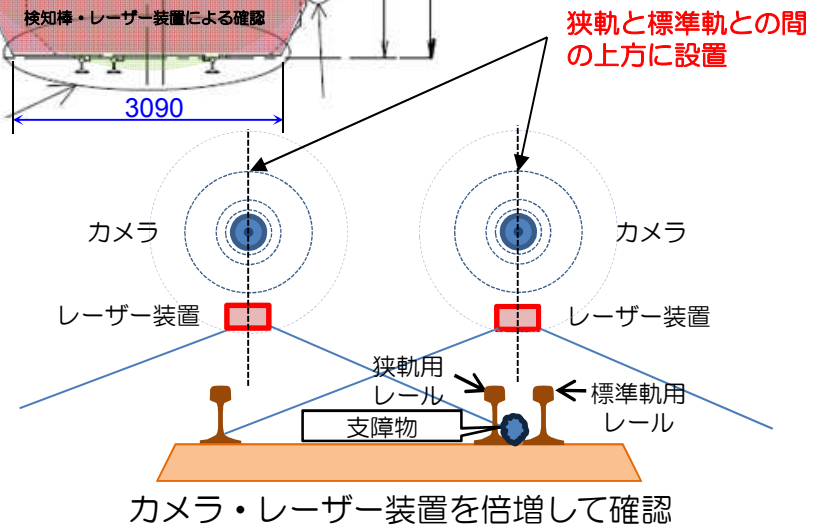 検知棒・レーザー装置による確認
狭軌と標準軌との間
の上方に設置
3090
カメラ
カメラ
レーザー装置
レーザー装置
狭軌用
レール
標準軌用
レール
支障物
カメラ・レーザー装置を倍増して確認